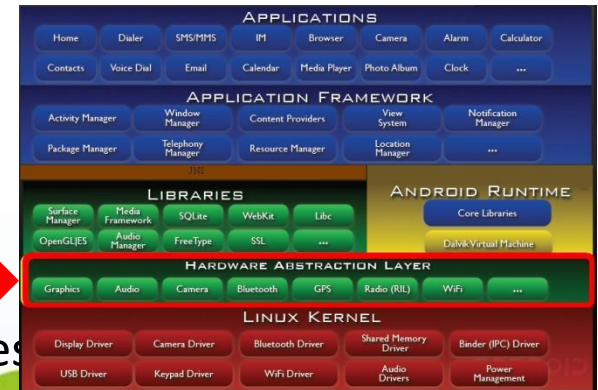 APPLICATIONS
Home Dialer SMS/MMS IM Browser Camera Alarm Calculator
Contacts Voice Dial Email Calendar Media Player Photo Album Clock ...
APPLICATION FRAMEWORK
Activity Manager Window Manager Content Providers View System Notification Manager
Package Manager Telephony Manager Resource Manager Location Manager ...
JNI
LIBRARIES
Surface Manager Media Framework SQLite WebKit Libc
OpenGL|ES Audio Manager FreeType SSL ...
ANDROID RUNTIME
Core Libraries
Dalvik Virtual Machine
HARDWARE ABSTRACTION LAYER
Graphics Audio Camera Bluetooth GPS Radio (RIL) WiFi ...
LINUX KERNEL
Display Driver Camera Driver Bluetooth Driver Shared Memory Driver Binder (IPC) Driver
USB Driver Keypad Driver WiFi Driver Audio Drivers Power Management